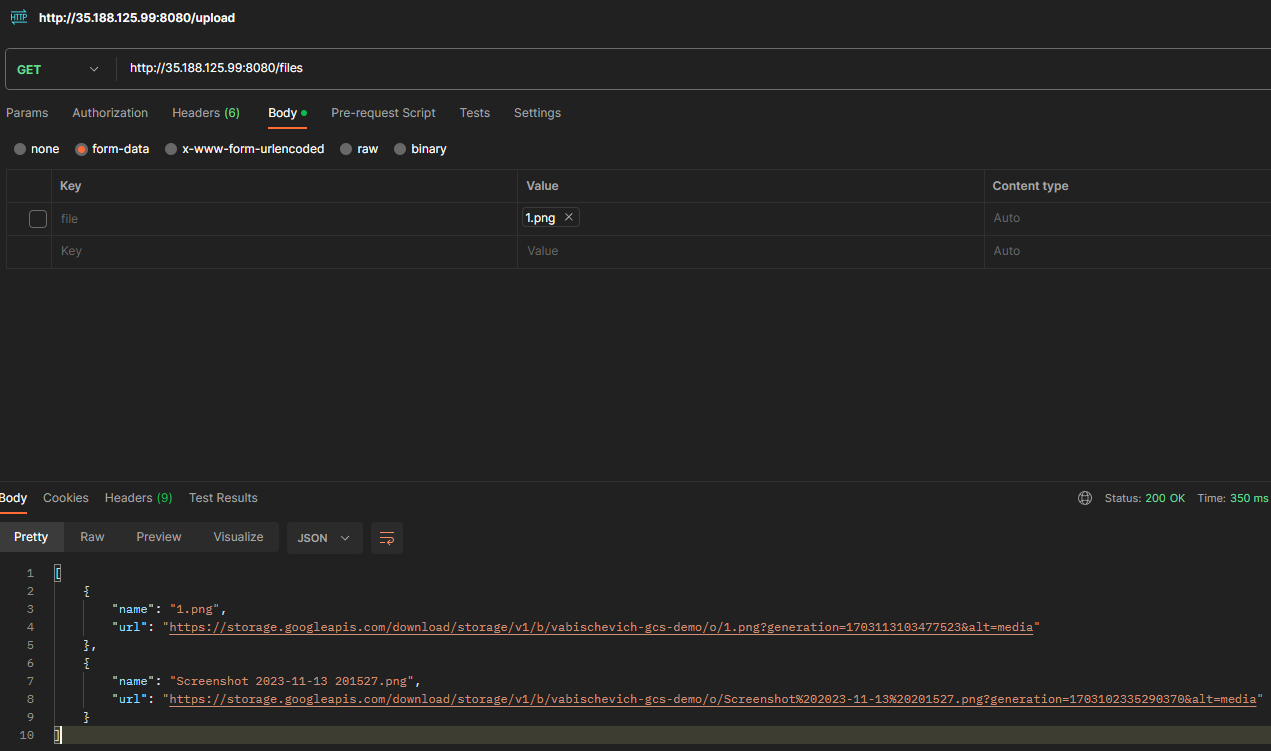 HTTP http://35.188.125.99:8080/upload
GET http://35.188.125.99:8080/files
Params Authorization Headers (6) Body Pre-request Script Tests Settings
none form-data x-www-form-urlencoded raw binary
Key Value Content type
file 1.png Auto
Key Value Auto
Body Cookies Headers (9) Test Results Status: 200 OK Time: 350 ms
Pretty Raw Preview Visualize JSON
1 [
2 {
3 "name": "1.png",
4 "url": "https://storage.googleapis.com/download/storage/v1/b/vabischevich-gcs-demo/o/1.png?generation=1703113103477523&alt=media"
5 },
6 {
7 "name": "Screenshot 2023-11-13 201527.png",
8 "url": "https://storage.googleapis.com/download/storage/v1/b/vabischevich-gcs-demo/o/Screenshot%202023-11-13%20201527.png?generation=1703102335290370&alt=media"
9 }
10 ]